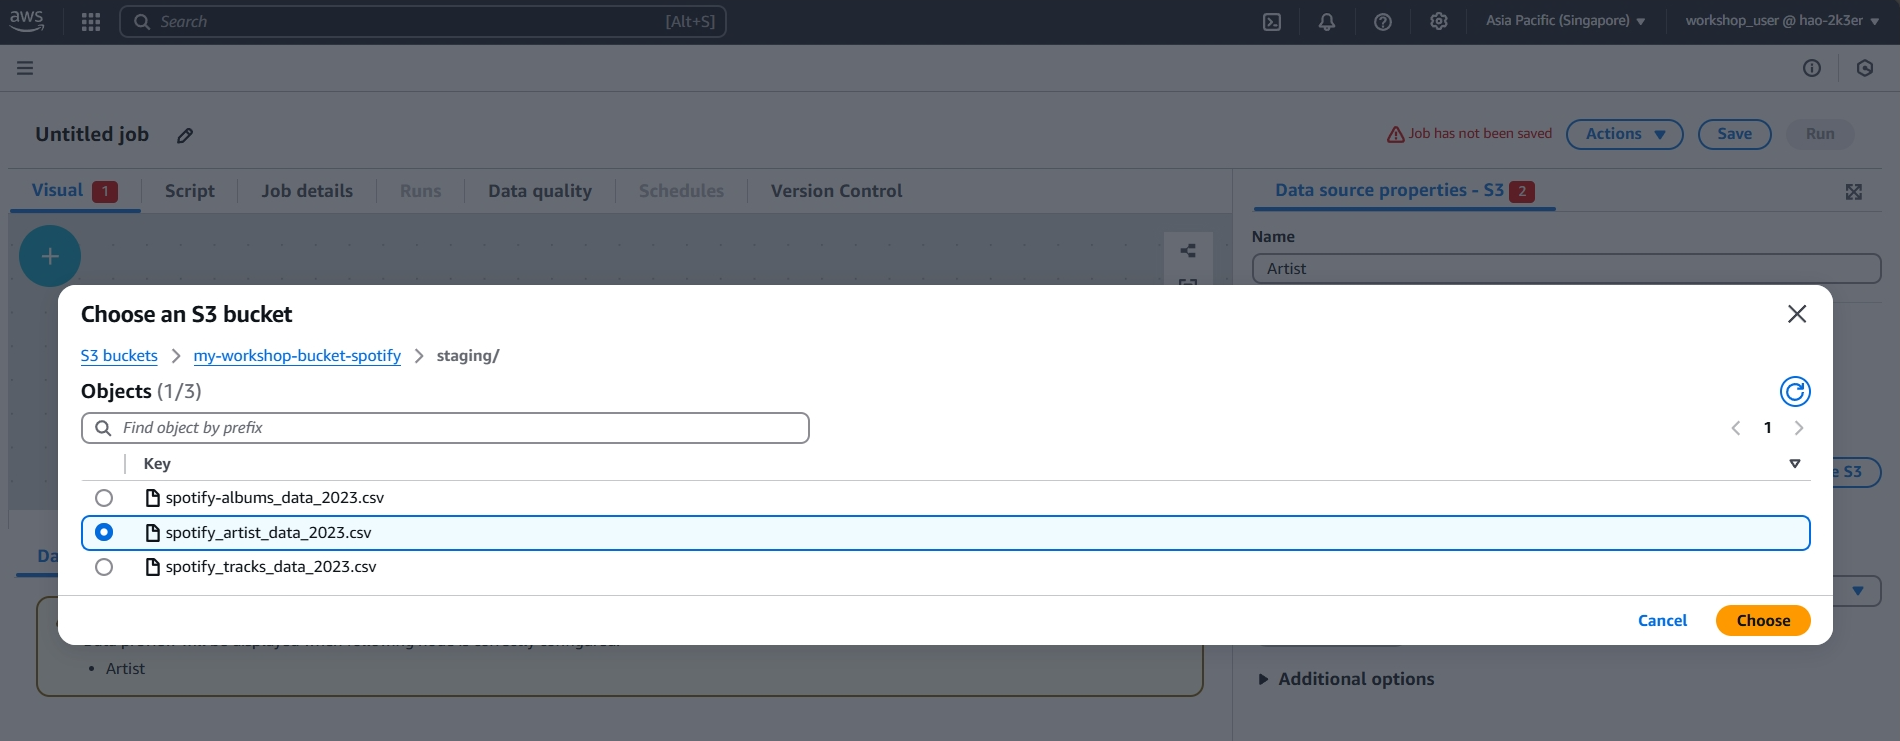 aws
Search [Alt+S]
Asia Pacific (Singapore)
workshop_user @ hao-2k3er
Untitled job
Job has not been saved
Actions
Save
Run
Visual 1
Script
Job details
Runs
Data quality
Schedules
Version Control
Data source properties - S3 2
Name
Artist
Choose an S3 bucket
S3 buckets > my-workshop-bucket-spotify > staging/
Objects (1/3)
Find object by prefix
1
Key
spotify-albums_data_2023.csv
spotify_artist_data_2023.csv
spotify_tracks_data_2023.csv
Cancel
Choose
e S3
Da
Artist
Additional options